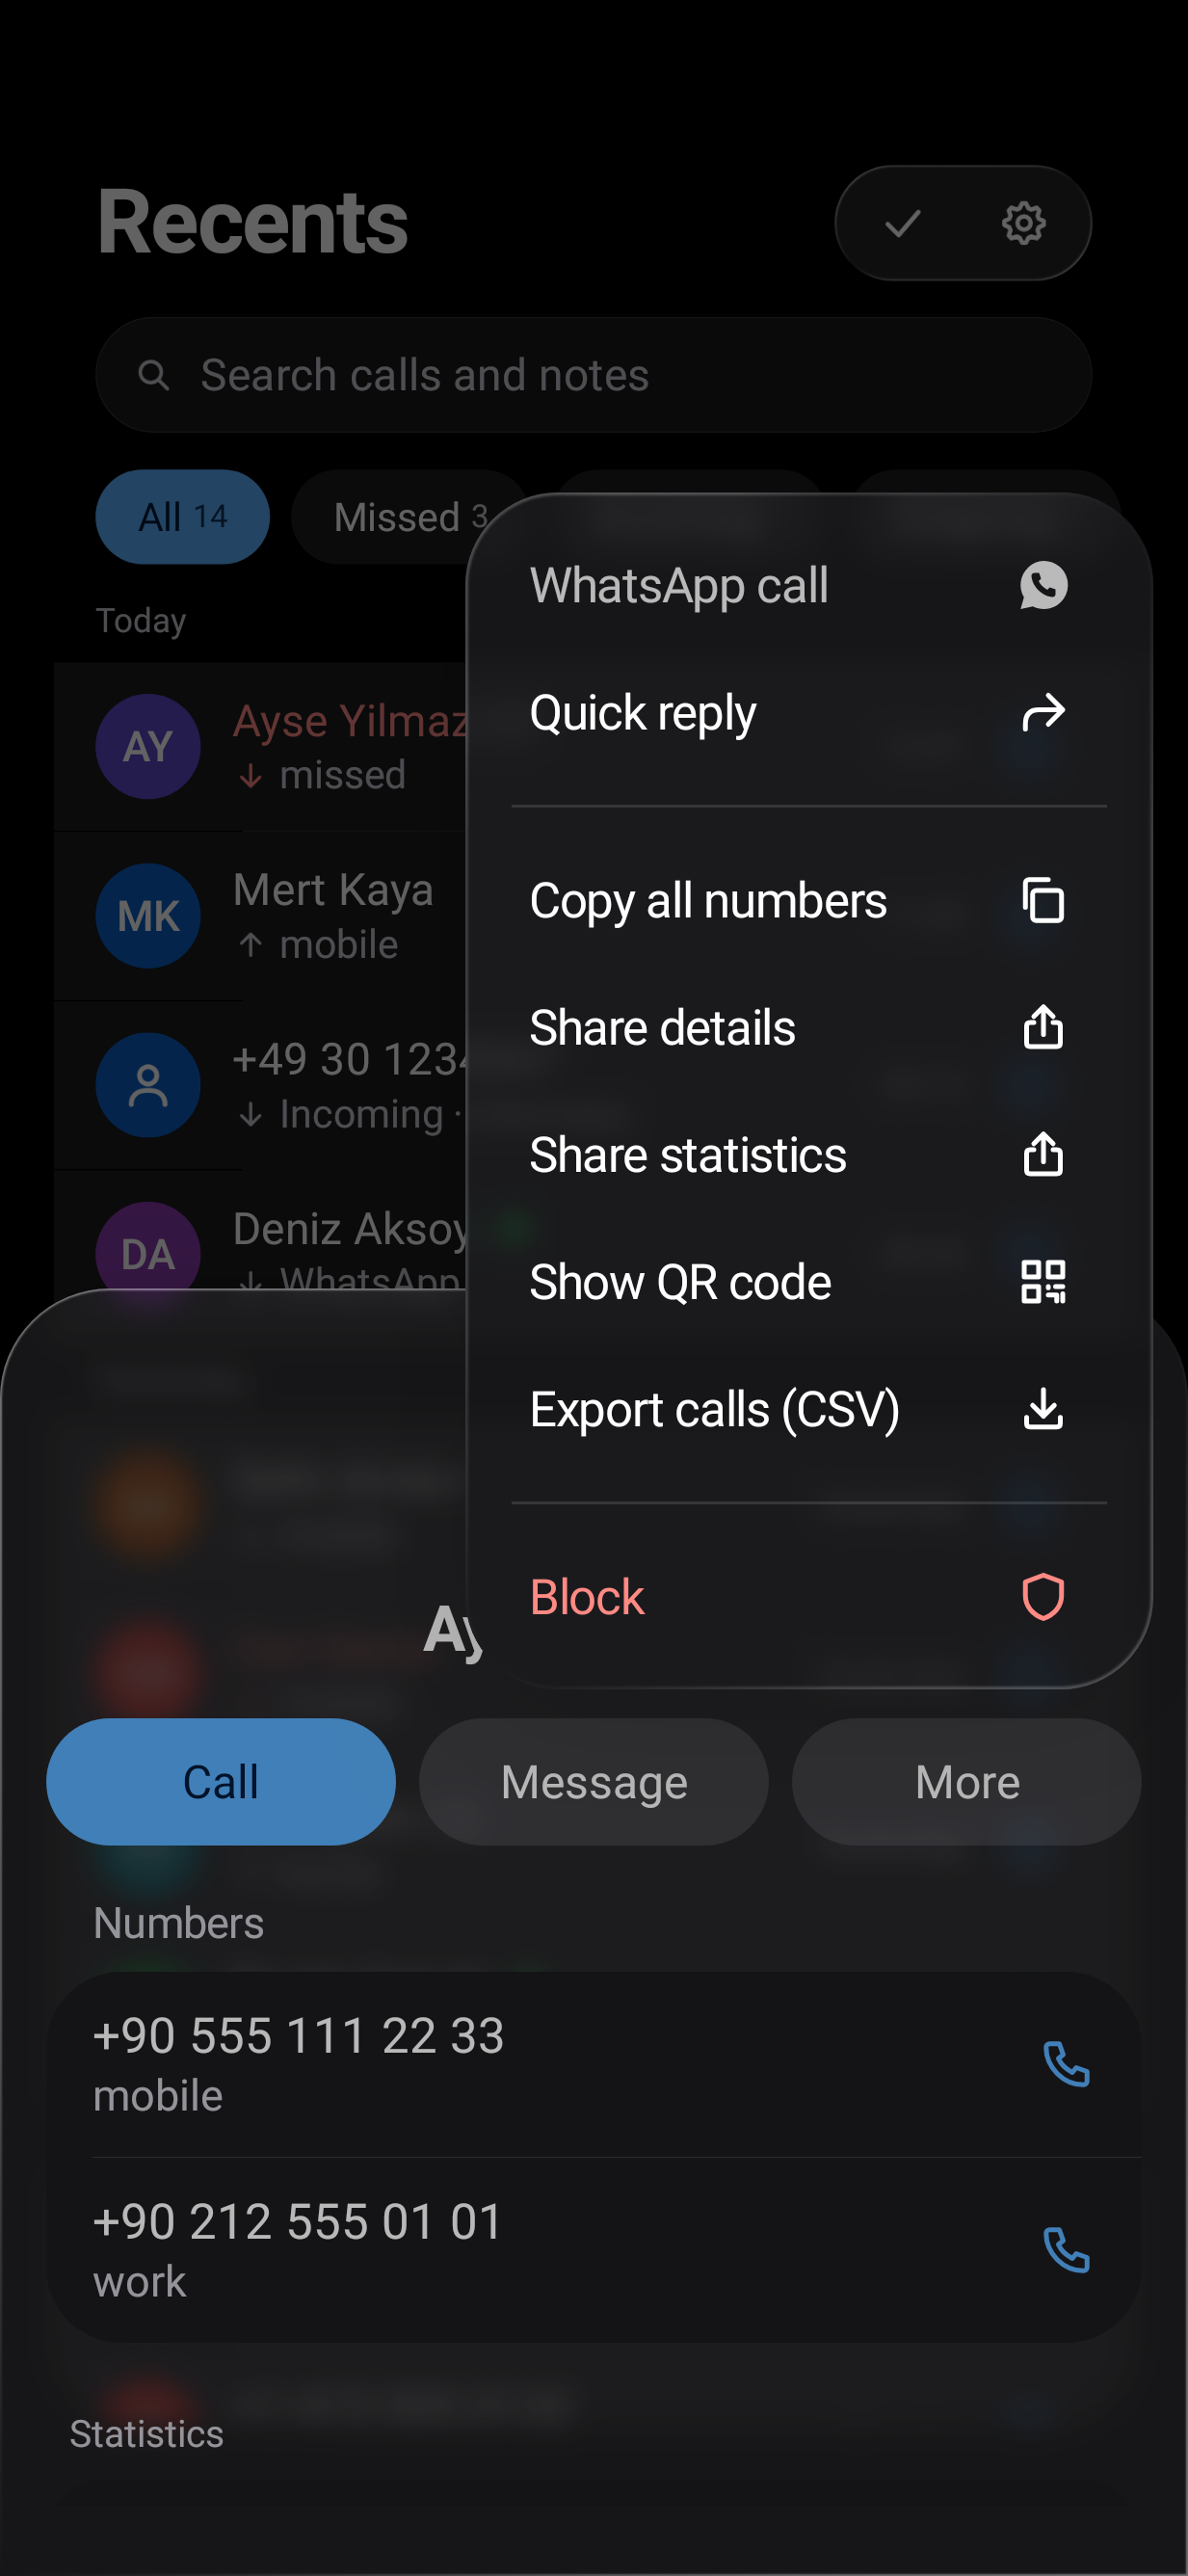 Recents
Search calls and notes
All 14
Missed 3
Today
AY
Ayse Yilmaz
missed
MK
Mert Kaya
mobile
+49 30 123
Incoming ·
DA
Deniz Aksoy
WhatsApp
WhatsApp call
Quick reply
Copy all numbers
Share details
Share statistics
Show QR code
Export calls (CSV)
Block
Ay
Call
Message
More
Numbers
+90 555 111 22 33
mobile
+90 212 555 01 01
work
Statistics